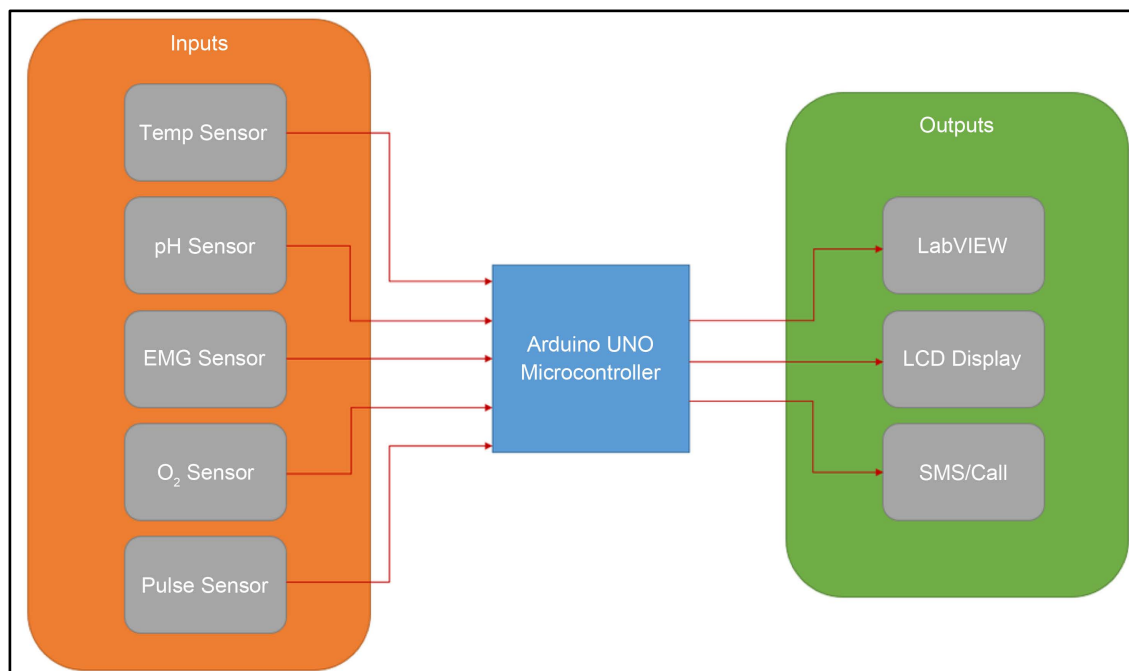 Inputs
Temp Sensor
pH Sensor
EMG Sensor
O₂ Sensor
Pulse Sensor
Arduino UNO
Microcontroller
Outputs
LabVIEW
LCD Display
SMS/Call